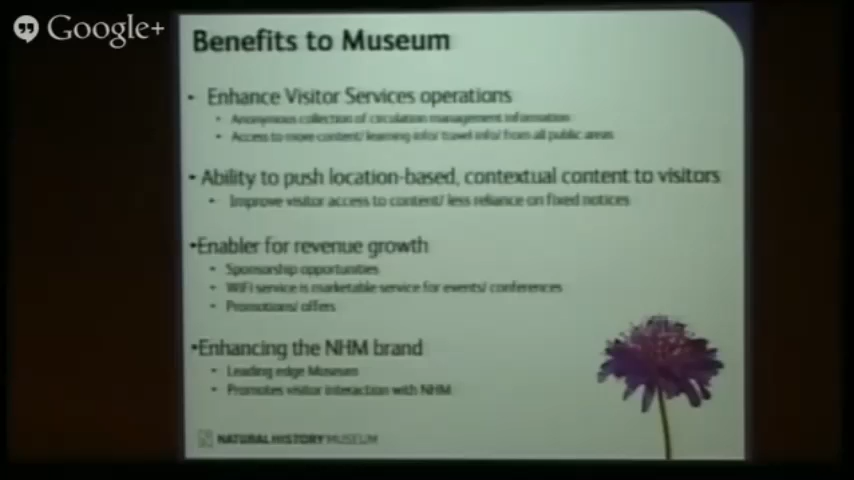 Google+
Benefits to Museum
• Enhance Visitor Services operations
• Anonymous collection of circulation management information
• Access to more content/ learning info/ travel info/ from all public areas
• Ability to push location-based, contextual content to visitors
• Improve visitor access to content/ less reliance on fixed notices
•Enabler for revenue growth
• Sponsorship opportunities
• WiFi service is marketable service for events/ conferences
• Promotions/ offers
•Enhancing the NHM brand
• Leading edge Museum
• Promotes visitor interaction with NHM
NATURAL HISTORY MUSEUM